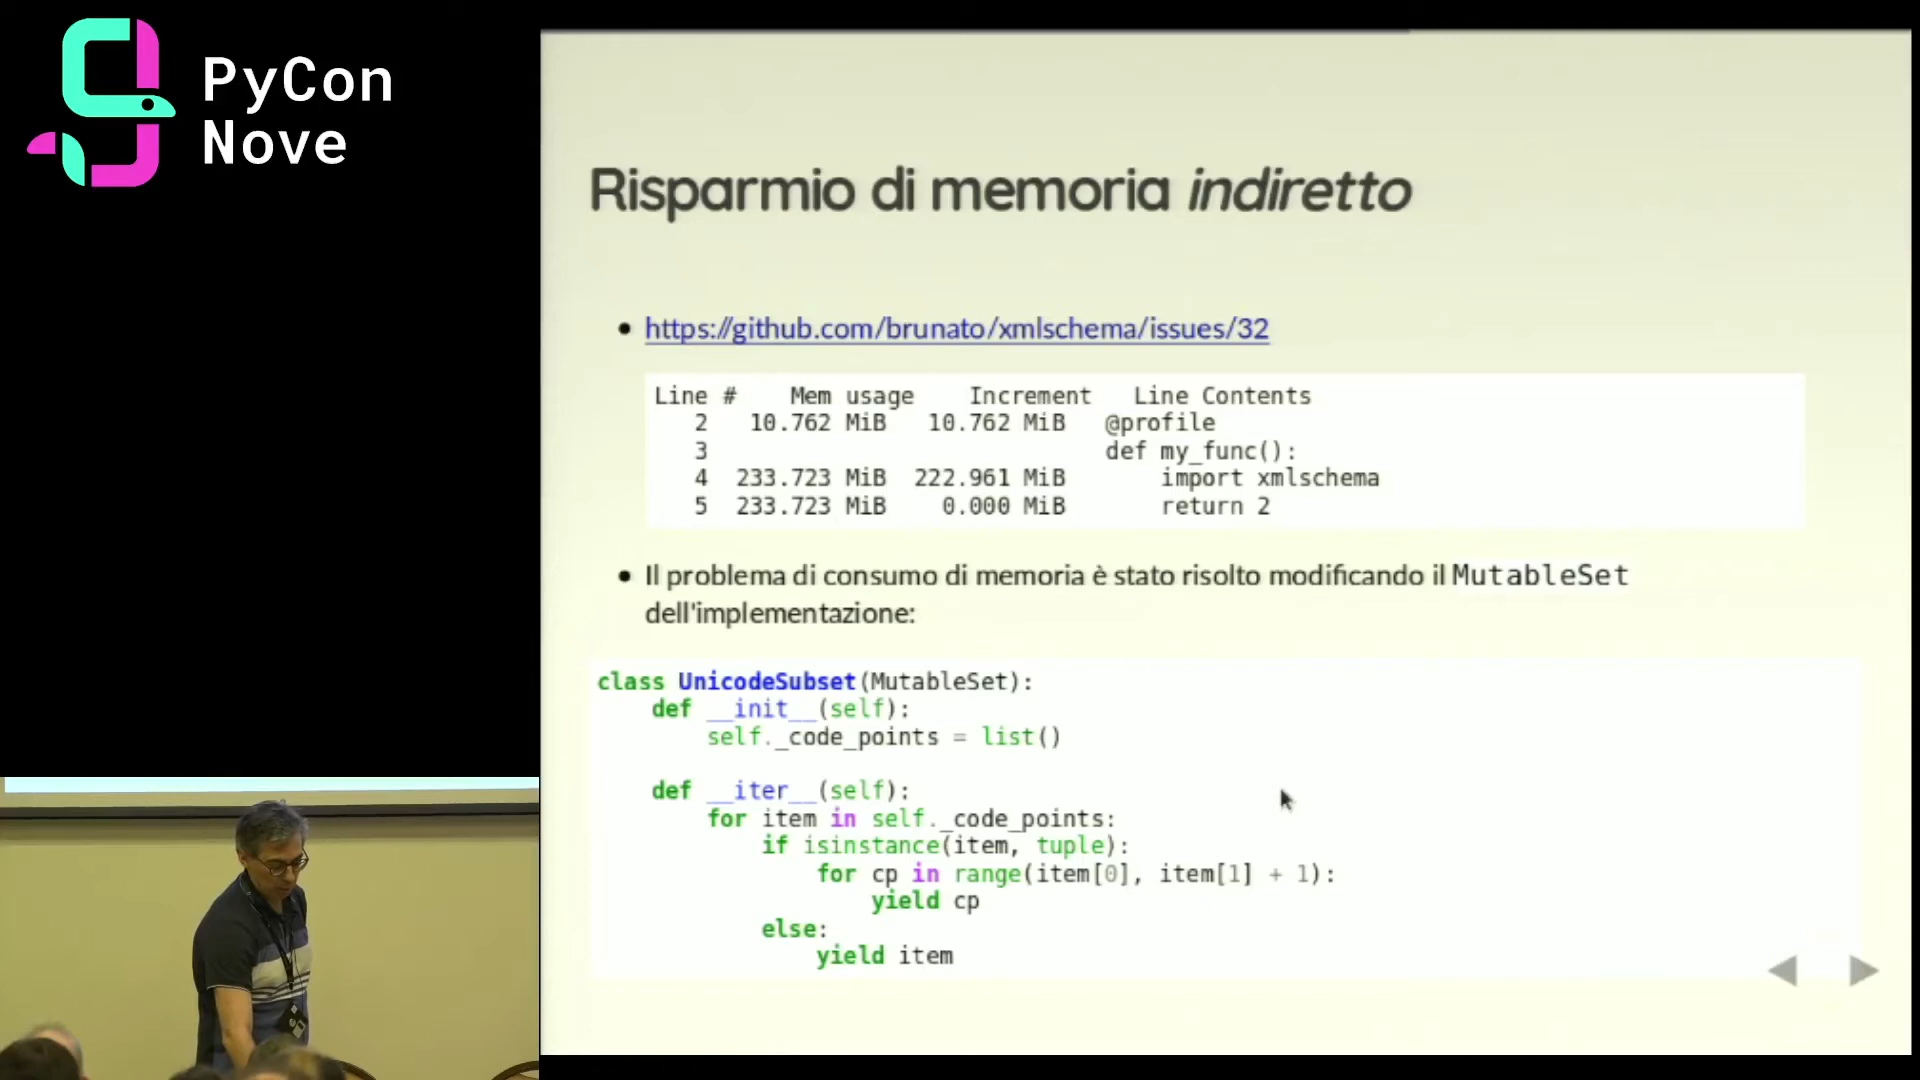 PyCon
Nove
Risparmio di memoria indiretto
https://github.com/brunato/xmlschema/issues/32
Line # Mem usage Increment Line Contents
2 10.762 MiB 10.762 MiB @profile
3 def my_func():
4 233.723 MiB 222.961 MiB import xmlschema
5 233.723 MiB 0.000 MiB return 2
Il problema di consumo di memoria è stato risolto modificando il MutableSet
dell'implementazione:
class UnicodeSubset(MutableSet):
def __init__(self):
self._code_points = list()
def __iter__(self):
for item in self._code_points:
if isinstance(item, tuple):
for cp in range(item[0], item[1] + 1):
yield cp
else:
yield item